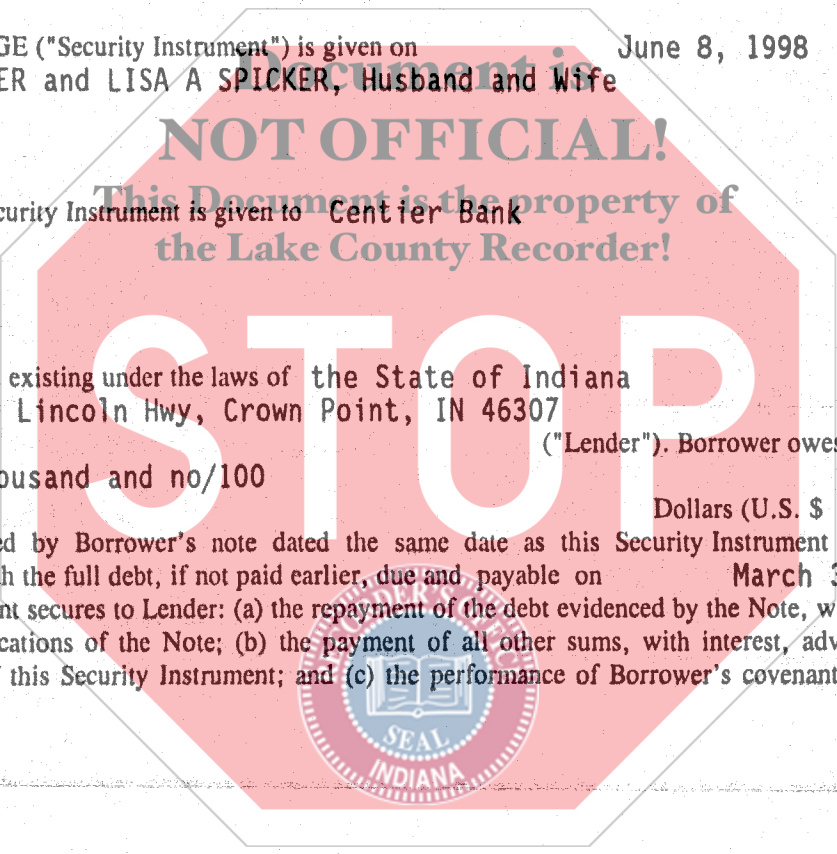 GE ("Security Instrument") is given on June 8, 1998
ER and LISA A SPICKER, Husband and Wife
Document is
NOT OFFICIAL!
This Document is the property of
the Lake County Recorder!
curity Instrument is given to Centier Bank
STOP
existing under the laws of the State of Indiana
Lincoln Hwy, Crown Point, IN 46307
("Lender"). Borrower owes
ousand and no/100
Dollars (U.S. $
ed by Borrower's note dated the same date as this Security Instrument
h the full debt, if not paid earlier, due and payable on March 3
nt secures to Lender: (a) the repayment of the debt evidenced by the Note, w
cations of the Note; (b) the payment of all other sums, with interest, adv
f this Security Instrument; and (c) the performance of Borrower's covenant
SEAL
INDIANA